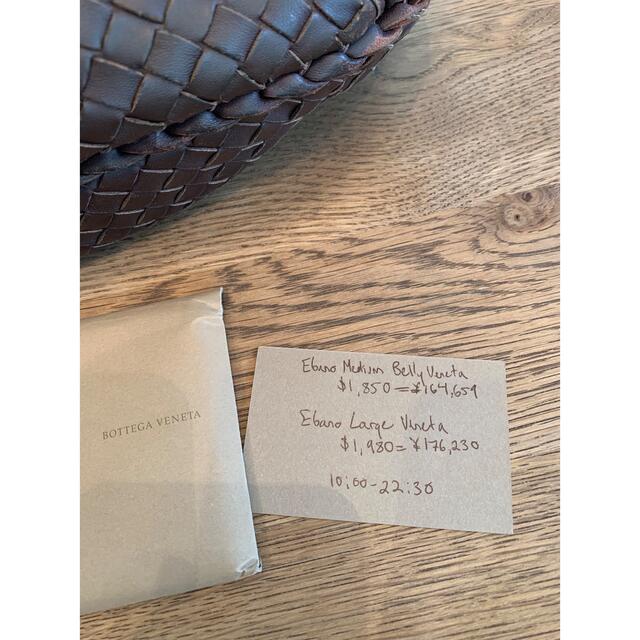 BOTTEGA VENETA
Ebano Medium Belly Veneta
$1,850=¥164,659
Ebano Large Veneta
$1,980=¥176,230
10:00-22:30